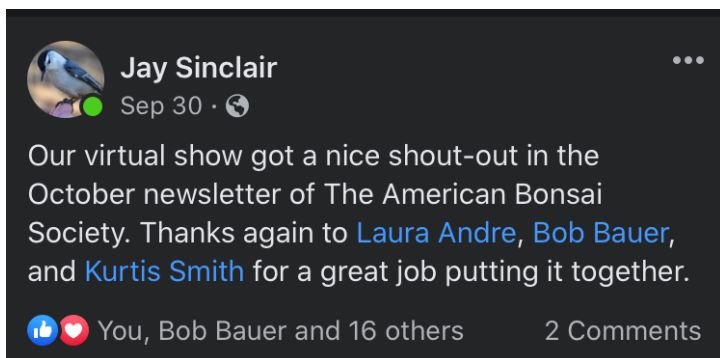 Jay Sinclair
Sep 30 ·
Our virtual show got a nice shout-out in the
October newsletter of The American Bonsai
Society. Thanks again to Laura Andre, Bob Bauer,
and Kurtis Smith for a great job putting it together.
You, Bob Bauer and 16 others 2 Comments